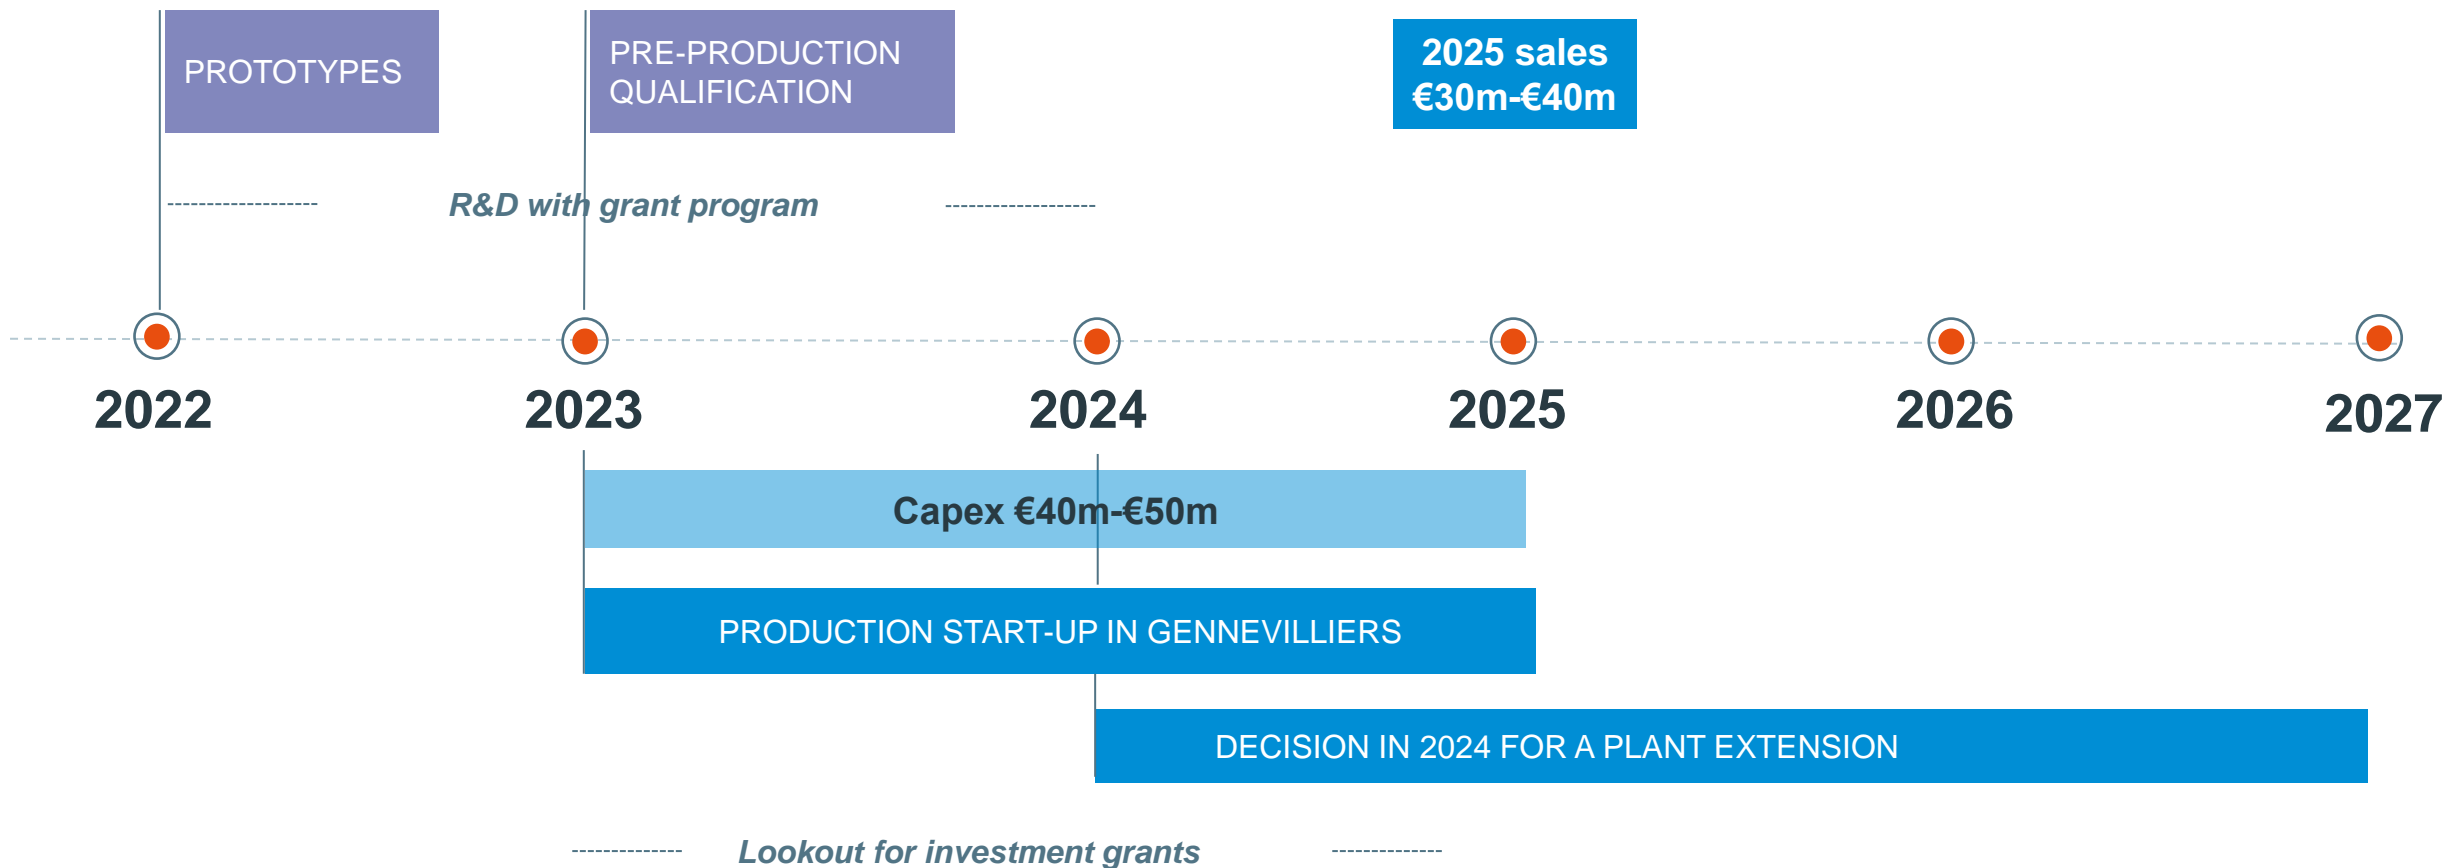 PROTOTYPES
PRE-PRODUCTION
QUALIFICATION
2025 sales
€30m-€40m
R&D with grant program
2022
2023
2024
2025
2026
2027
Capex €40m-€50m
PRODUCTION START-UP IN GENNEVILLIERS
DECISION IN 2024 FOR A PLANT EXTENSION
Lookout for investment grants